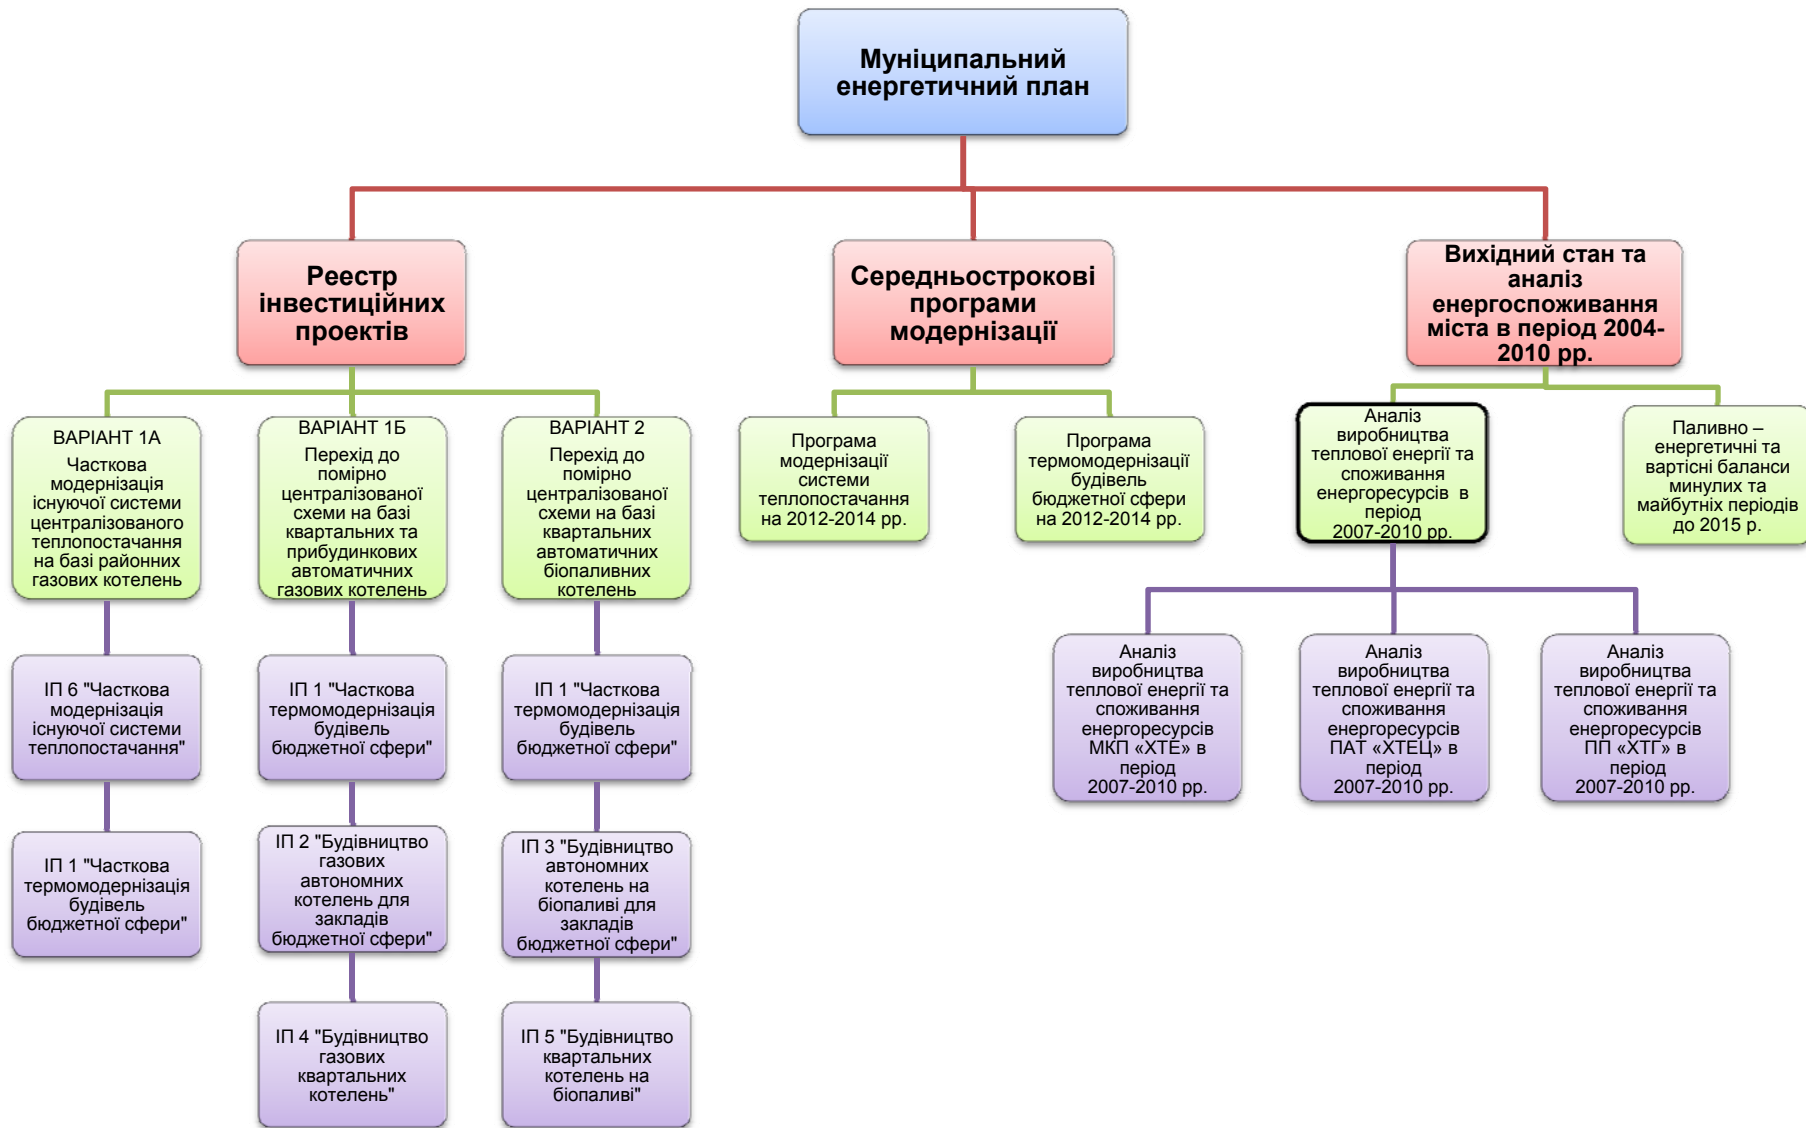 Муніципальний
енергетичний план
Реестр
інвестиційних
проектів
Середньострокові
програми
модернізації
Вихідний стан та
аналіз
енергоспоживання
міста в період 2004-
2010 рр.
ВАРІАНТ 1А
Часткова
модернізація
існуючої системи
централізованого
теплопостачання
на базі районних
газових котелень
ВАРІАНТ 1Б
Перехід до
помірно
централізованої
схеми на базі
квартальних та
прибудинкових
автоматичних
газових котелень
ВАРІАНТ 2
Перехід до
помірно
централізованої
схеми на базі
квартальних
автоматичних
біопаливних
котелень
Програма
модернізації
системи
теплопостачання
на 2012-2014 рр.
Програма
термомодернізації
будівель
бюджетної сфери
на 2012-2014 рр.
Аналіз
виробництва
теплової енергії та
споживання
енергоресурсів в
період
2007-2010 рр.
Паливно –
енергетичні та
вартісні баланси
минулих та
майбутніх періодів
до 2015 р.
ІП 6 "Часткова
модернізація
існуючої системи
теплопостачання"
ІП 1 "Часткова
термомодернізація
будівель
бюджетної сфери"
ІП 1 "Часткова
термомодернізація
будівель
бюджетної сфери"
Аналіз
виробництва
теплової енергії та
споживання
енергоресурсів
МКП «ХТЕ» в
період
2007-2010 рр.
Аналіз
виробництва
теплової енергії та
споживання
енергоресурсів
ПАТ «ХТЕЦ» в
період
2007-2010 рр.
Аналіз
виробництва
теплової енергії та
споживання
енергоресурсів
ПП «ХТГ» в
період
2007-2010 рр.
ІП 1 "Часткова
термомодернізація
будівель
бюджетної сфери"
ІП 2 "Будівництво
газових
автономних
котелень для
закладів
бюджетної сфери"
ІП 3 "Будівництво
автономних
котелень на
біопаливі для
закладів
бюджетної сфери"
ІП 4 "Будівництво
газових
квартальних
котелень"
ІП 5 "Будівництво
квартальних
котелень на
біопаливі"